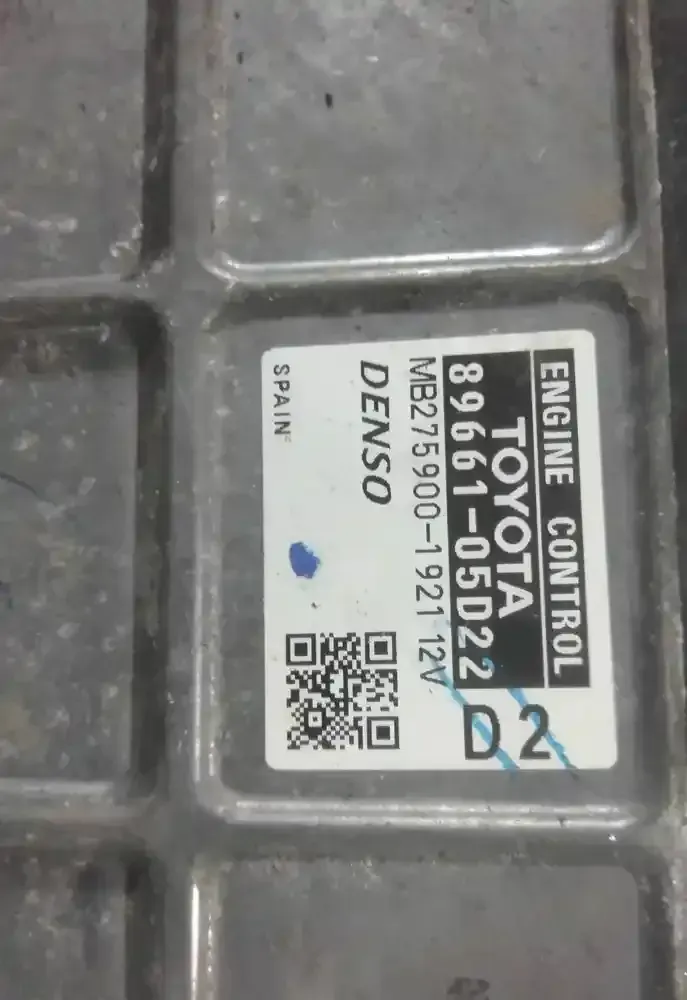 ENGINE CONTROL
TOYOTA
89661-05D22
D2
MB275900-1921 12V
DENSO
SPAIN